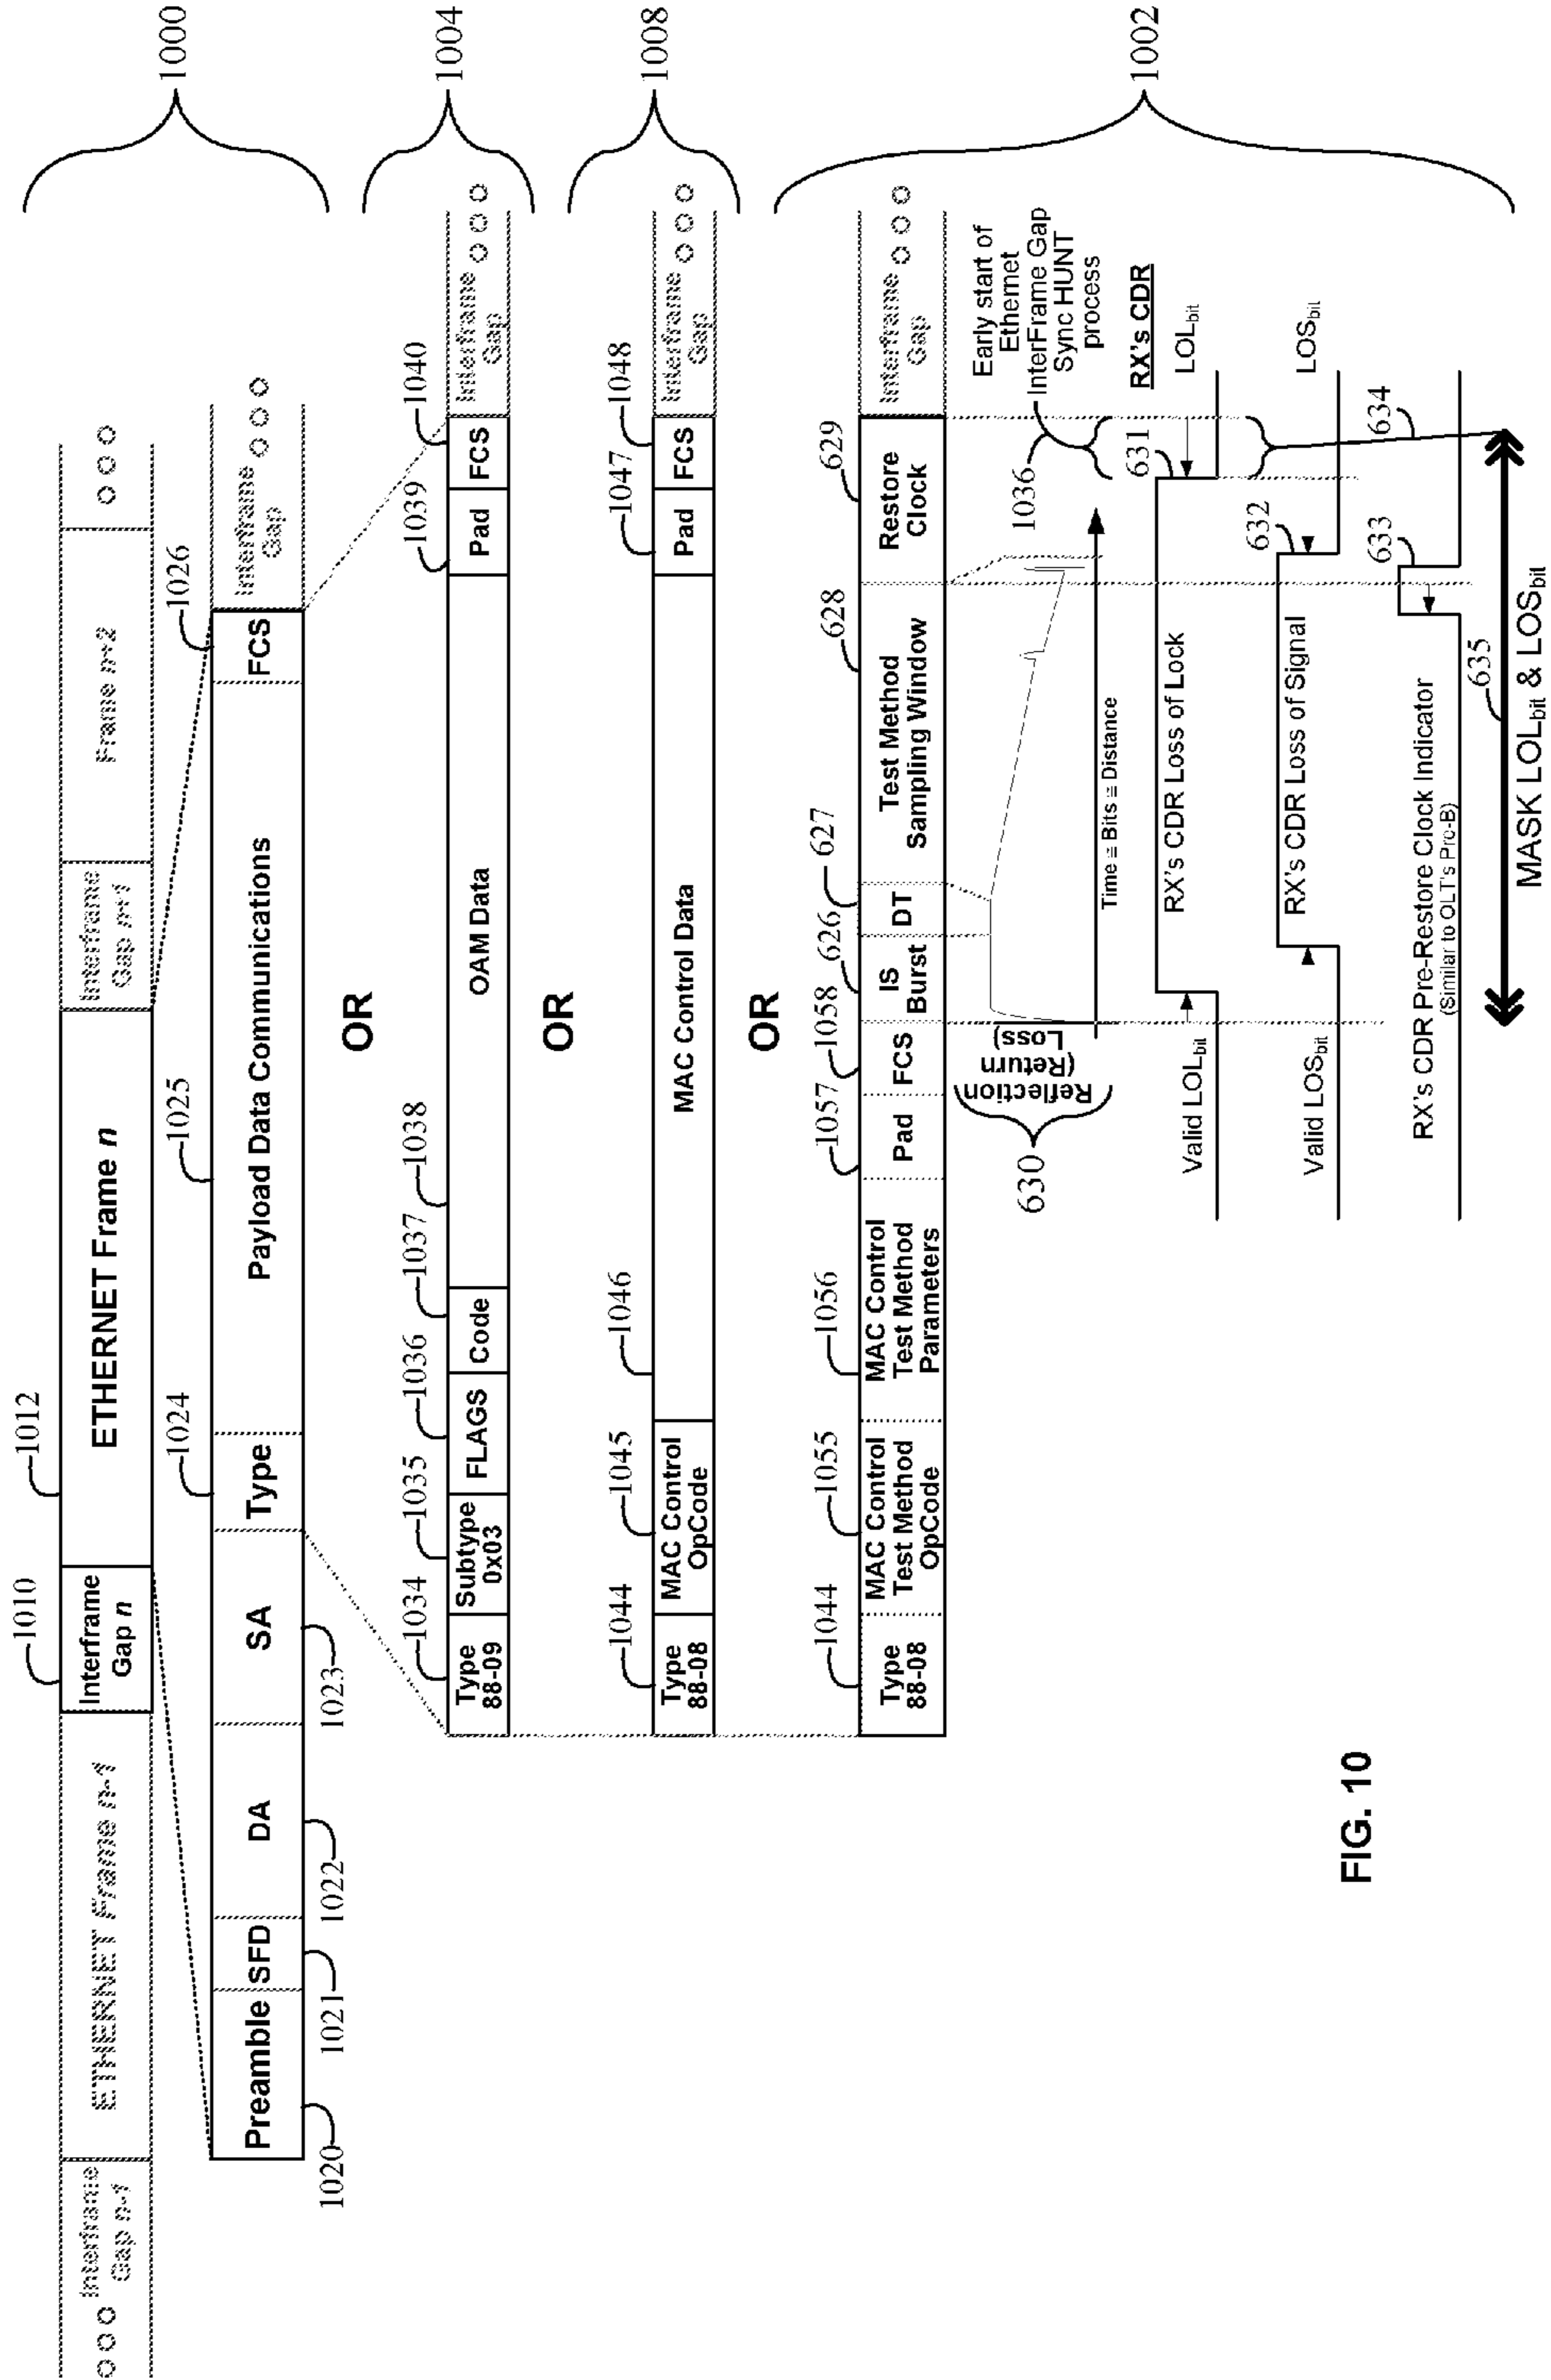 1010
1012
ooo Interframe
Gap n-1
ETHERNET Frame n-1
Interframe
Gap n
ETHERNET Frame n
Interframe
Gap n+1
Frame n+2
ooo
1000
1024
1025
1026
Preamble
SFD
DA
SA
Type
Payload Data Communications
FCS
Interframe
Gap
ooo
1020
1021
1022
1023
OR
1034
1035
1036
1037
1038
1039
1040
1004
Type
88-09
Subtype
0x03
FLAGS
Code
OAM Data
Pad
FCS
Interframe
Gap
ooo
OR
1044
1045
1046
1047
1048
1008
Type
88-08
MAC Control
OpCode
MAC Control Data
Pad
FCS
Interframe
Gap
ooo
OR
1044
1055
1056
1057
1058
626
627
628
629
1002
Type
88-08
MAC Control
Test Method
OpCode
MAC Control
Test Method
Parameters
Pad
FCS
IS
Burst
DT
Test Method
Sampling Window
Restore
Clock
Interframe
Gap
ooo
630
Reflection
(Return
Loss)
Time ≅ Bits ≅ Distance
1036
Early start of
Ethernet
InterFrame Gap
Sync HUNT
process
RX's CDR
Valid LOLbit
RX's CDR Loss of Lock
631
LOLbit
Valid LOSbit
RX's CDR Loss of Signal
632
LOSbit
RX's CDR Pre-Restore Clock Indicator
(Similar to OLT's Pro-B)
633
634
635
MASK LOLbit & LOSbit
FIG. 10